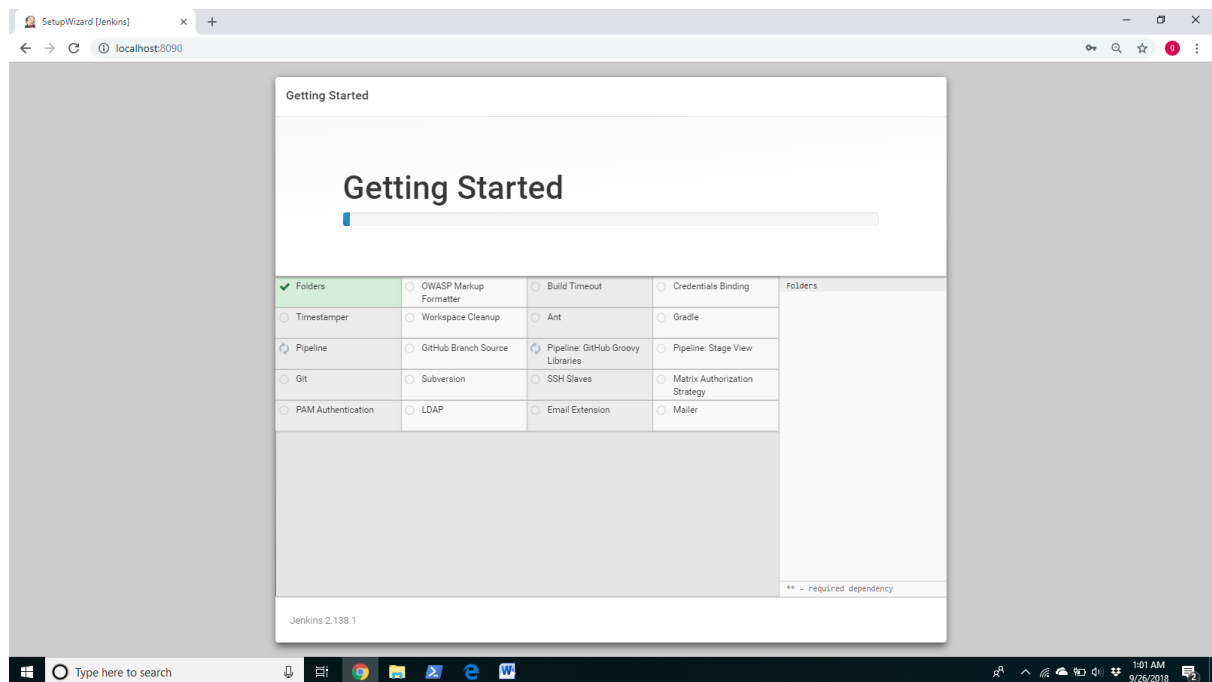 SetupWizard [Jenkins]
localhost:8090
g
Getting Started
Getting Started
Folders
OWASP Markup
Formatter
Build Timeout
Credentials Binding
Folders
Timestamper
Workspace Cleanup
Ant
Gradle
Pipeline
GitHub Branch Source
Pipeline: GitHub Groovy
Libraries
Pipeline: Stage View
Git
Subversion
SSH Slaves
Matrix Authorization
Strategy
PAM Authentication
LDAP
Email Extension
Mailer
** - required dependency
Jenkins 2.138.1
Type here to search
1:01 AM
9/26/2018
2